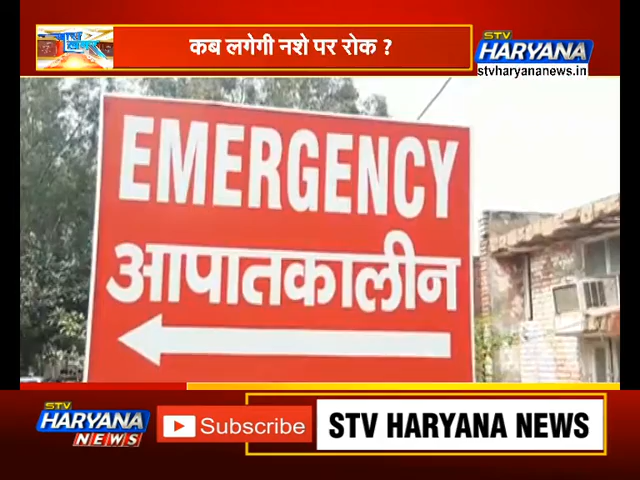 कब लगेगी नशे पर रोक ?
STV
HARYANA
stvharyananews.in
EMERGENCY
आपातकालीन
STV
HARYANA
NEWS
Subscribe
STV HARYANA NEWS